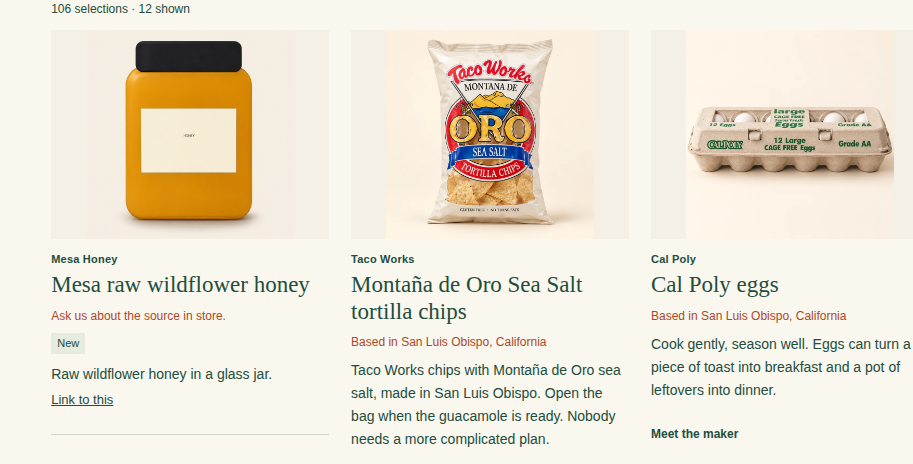 106 selections · 12 shown
HONEY
Taco Works
MONTANA DE
ORO
SEA SALT
TORTILLA CHIPS
large
CAGE FREE
Eggs
12 Eggs
Grade AA
CAL POLY
12 Large
CAGE FREE Eggs
Grade AA
Mesa Honey
Mesa raw wildflower honey
Ask us about the source in store.
New
Raw wildflower honey in a glass jar.
Link to this
Taco Works
Montaña de Oro Sea Salt
tortilla chips
Based in San Luis Obispo, California
Taco Works chips with Montaña de Oro sea
salt, made in San Luis Obispo. Open the
bag when the guacamole is ready. Nobody
needs a more complicated plan.
Cal Poly
Cal Poly eggs
Based in San Luis Obispo, California
Cook gently, season well. Eggs can turn a
piece of toast into breakfast and a pot of
leftovers into dinner.
Meet the maker